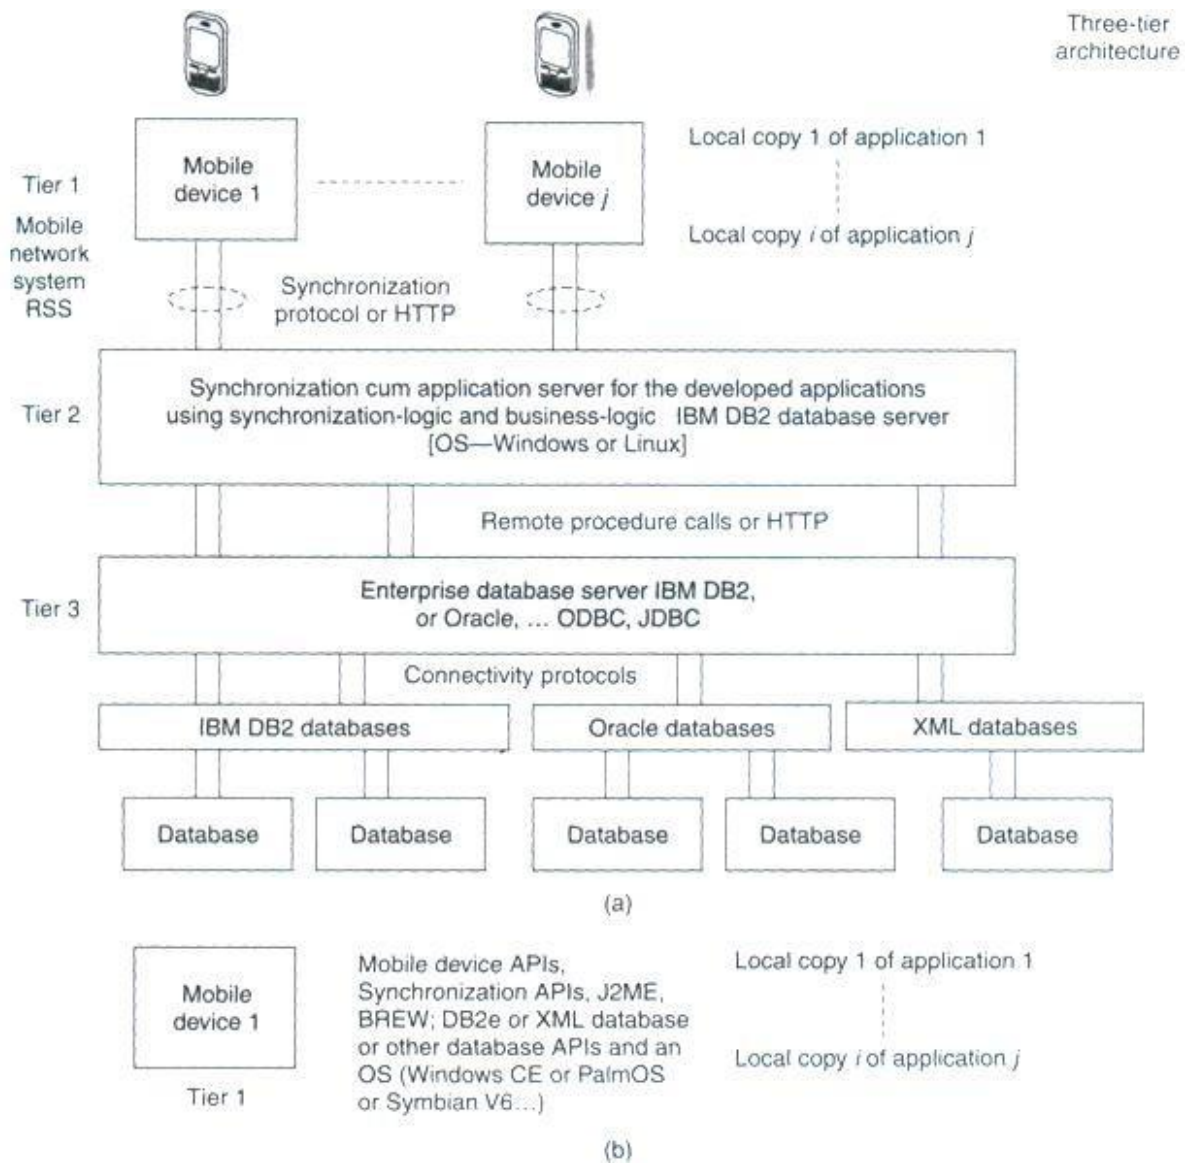 Three-tier
architecture
Mobile
device 1
Mobile
device j
Local copy 1 of application 1
Local copy i of application j
Tier 1
Mobile
network
system
RSS
Synchronization
protocol or HTTP
Tier 2
Synchronization cum application server for the developed applications
using synchronization-logic and business-logic IBM DB2 database server
[OS—Windows or Linux]
Remote procedure calls or HTTP
Tier 3
Enterprise database server IBM DB2,
or Oracle, ... ODBC, JDBC
Connectivity protocols
IBM DB2 databases
Oracle databases
XML databases
Database
Database
Database
Database
Database
(a)
Mobile
device 1
Tier 1
Mobile device APIs,
Synchronization APIs, J2ME,
BREW; DB2e or XML database
or other database APIs and an
OS (Windows CE or PalmOS
or Symbian V6...)
Local copy 1 of application 1
Local copy i of application j
(b)